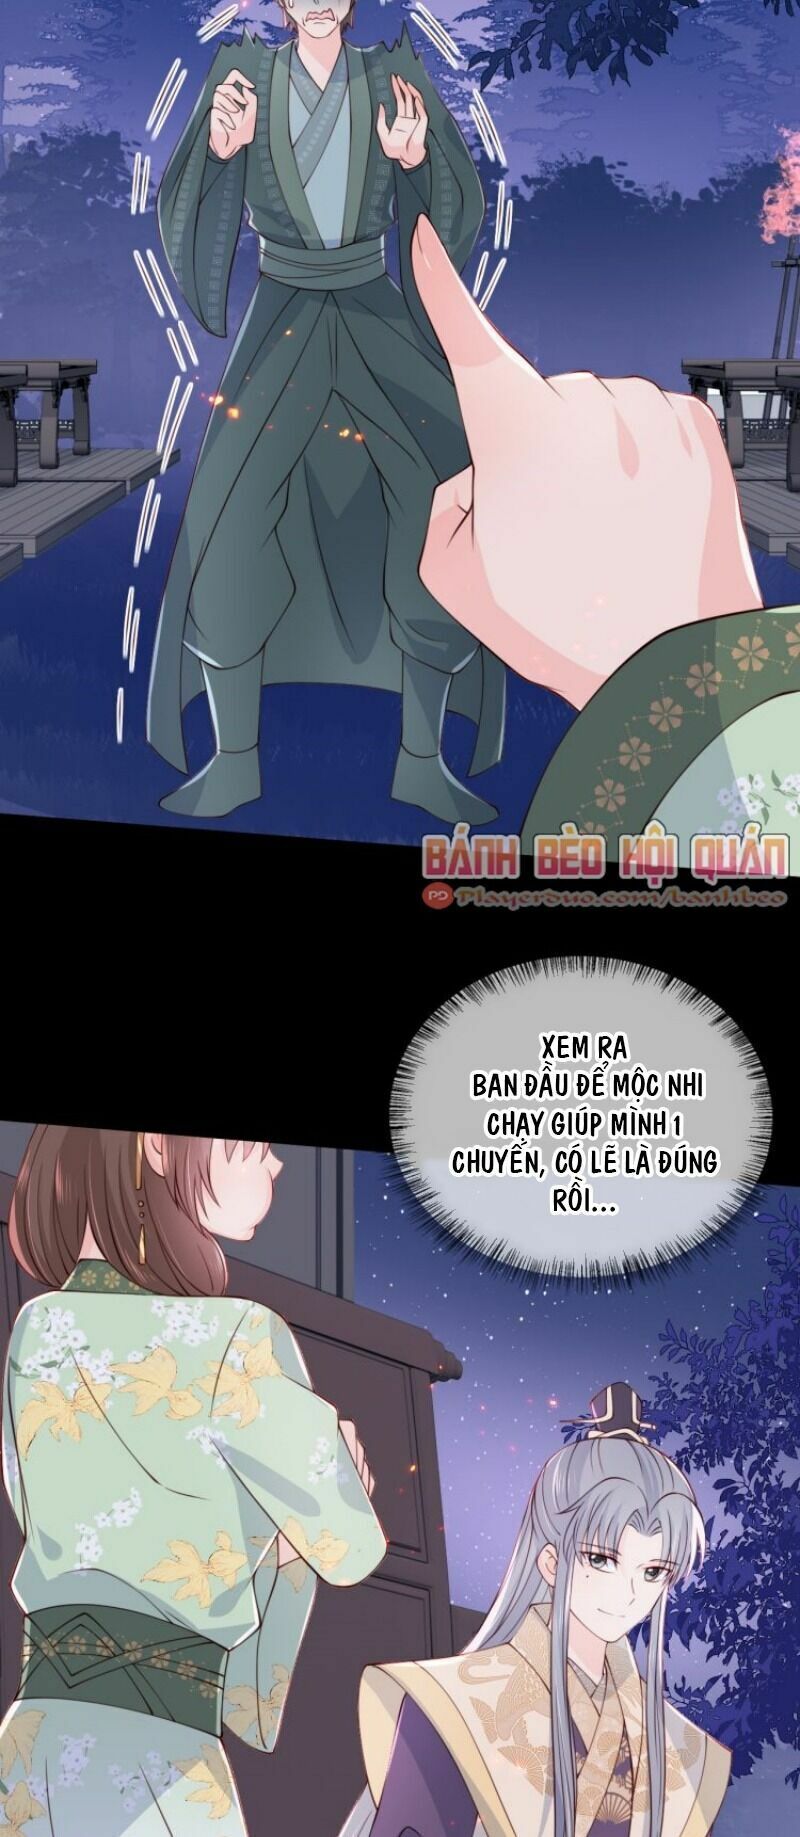 BÁNH BÈO HỘI QUÁN
PD Playerduo.com/banhbeo
XEM RA
BAN ĐẦU ĐỂ MỘC NHI
CHẠY GIÚP MÌNH 1
CHUYẾN, CÓ LẼ LÀ ĐÚNG
RỒI...